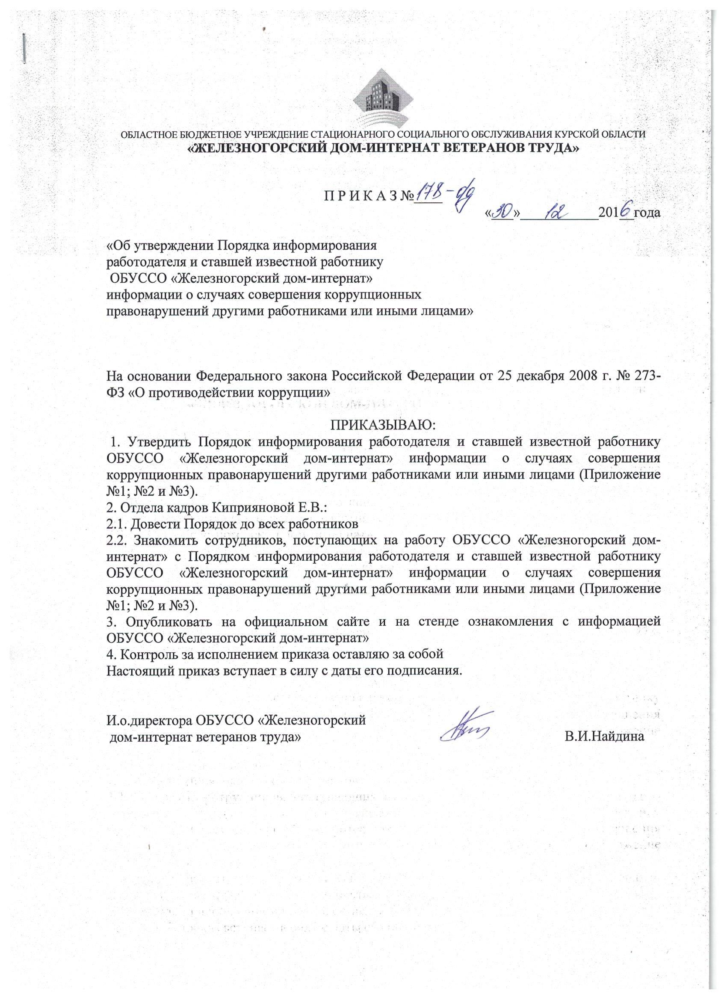 ОБЛАСТНОЕ БЮДЖЕТНОЕ УЧРЕЖДЕНИЕ СТАЦИОНАРНОГО СОЦИАЛЬНОГО ОБСЛУЖИВАНИЯ КУРСКОЙ ОБЛАСТИ
«ЖЕЛЕЗНОГОРСКИЙ ДОМ-ИНТЕРНАТ ВЕТЕРАНОВ ТРУДА»
П Р И К А З № 178-
«30» 12 2016 года
«Об утверждении Порядка информирования
работодателя и ставшей известной работнику
ОБУССО «Железногорский дом-интернат»
информации о случаях совершения коррупционных
правонарушений другими работниками или иными лицами»
На основании Федерального закона Российской Федерации от 25 декабря 2008 г. № 273-
ФЗ «О противодействии коррупции»
ПРИКАЗЫВАЮ:
1. Утвердить Порядок информирования работодателя и ставшей известной работнику
ОБУССО «Железногорский дом-интернат» информации о случаях совершения
коррупционных правонарушений другими работниками или иными лицами (Приложение
№1; №2 и №3).
2. Отдела кадров Киприяновой Е.В.:
2.1. Довести Порядок до всех работников
2.2. Знакомить сотрудников, поступающих на работу ОБУССО «Железногорский дом-
интернат» с Порядком информирования работодателя и ставшей известной работнику
ОБУССО «Железногорский дом-интернат» информации о случаях совершения
коррупционных правонарушений другими работниками или иными лицами (Приложение
№1; №2 и №3).
3. Опубликовать на официальном сайте и на стенде ознакомления с информацией
ОБУССО «Железногорский дом-интернат»
4. Контроль за исполнением приказа оставляю за собой
Настоящий приказ вступает в силу с даты его подписания.
И.о.директора ОБУССО «Железногорский
дом-интернат ветеранов труда» В.И.Найдина